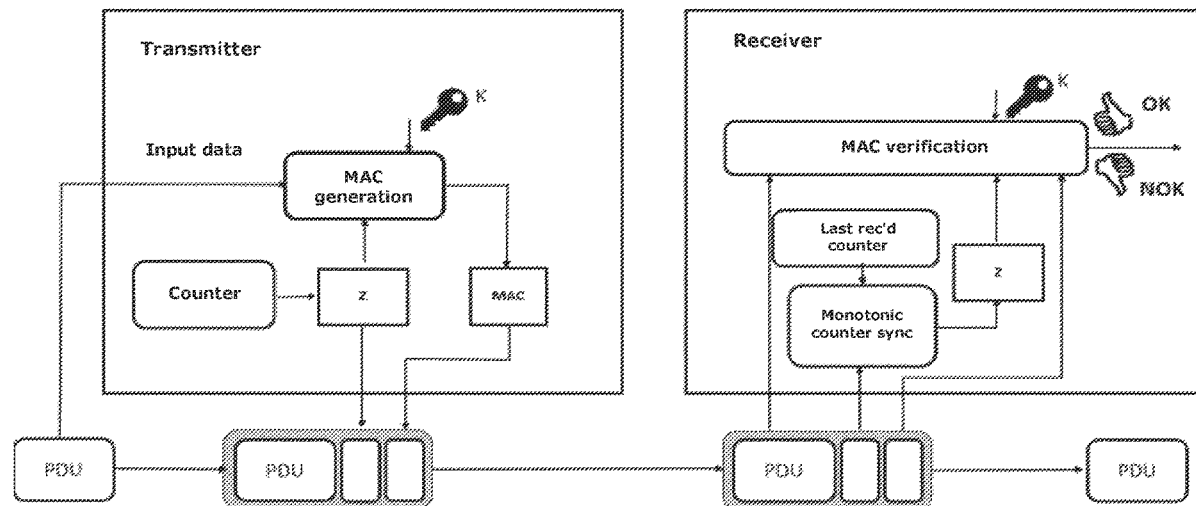 Transmitter
K
Input data
MAC
generation
Counter
Z
MAC
PDU
PDU
Receiver
K
OK
MAC verification
NOK
Last rec'd
counter
Z
Monotonic
counter sync
PDU
PDU